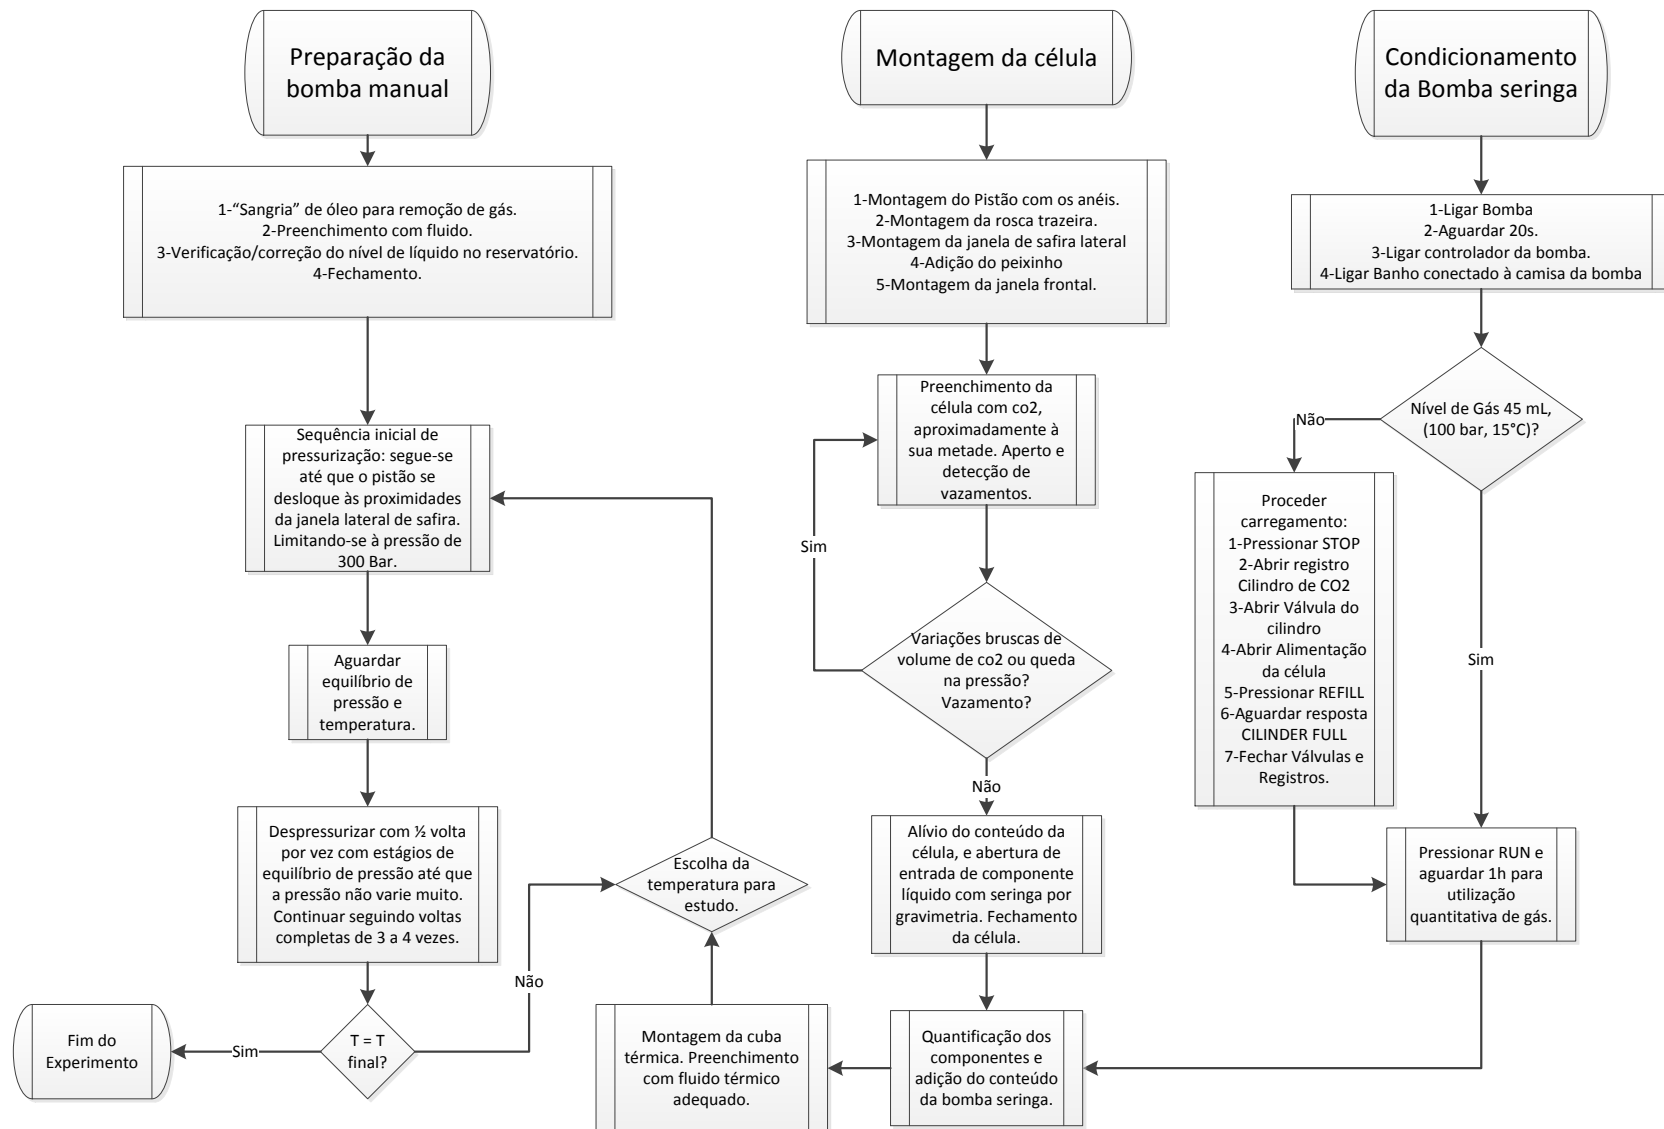 Preparação da
bomba manual
1-“Sangria” de óleo para remoção de gás.
2-Preenchimento com fluido.
3-Verificação/correção do nível de líquido no reservatório.
4-Fechamento.
Sequência inicial de
pressurização: segue-se
até que o pistão se
desloque às proximidades
da janela lateral de safira.
Limitando-se à pressão de
300 Bar.
Aguardar
equilíbrio de
pressão e
temperatura.
Despressurizar com ½ volta
por vez com estágios de
equilíbrio de pressão até que
a pressão não varie muito.
Continuar seguindo voltas
completas de 3 a 4 vezes.
T = T
final?
Sim
Fim do
Experimento
Não
Escolha da
temperatura para
estudo.
Montagem da cuba
térmica. Preenchimento
com fluido térmico
adequado.
Montagem da célula
1-Montagem do Pistão com os anéis.
2-Montagem da rosca trazeira.
3-Montagem da janela de safira lateral
4-Adição do peixinho
5-Montagem da janela frontal.
Preenchimento da
célula com co2,
aproximadamente à
sua metade. Aperto e
detecção de
vazamentos.
Sim
Variações bruscas de
volume de co2 ou queda
na pressão?
Vazamento?
Não
Alívio do conteúdo da
célula, e abertura de
entrada de componente
líquido com seringa por
gravimetria. Fechamento
da célula.
Quantificação dos
componentes e
adição do conteúdo
da bomba seringa.
Condicionamento
da Bomba seringa
1-Ligar Bomba
2-Aguardar 20s.
3-Ligar controlador da bomba.
4-Ligar Banho conectado à camisa da bomba
Nível de Gás 45 mL,
(100 bar, 15°C)?
Não
Proceder
carregamento:
1-Pressionar STOP
2-Abrir registro
Cilindro de CO2
3-Abrir Válvula do
cilindro
4-Abrir Alimentação
da célula
5-Pressionar REFILL
6-Aguardar resposta
CILINDER FULL
7-Fechar Válvulas e
Registros.
Sim
Pressionar RUN e
aguardar 1h para
utilização
quantitativa de gás.